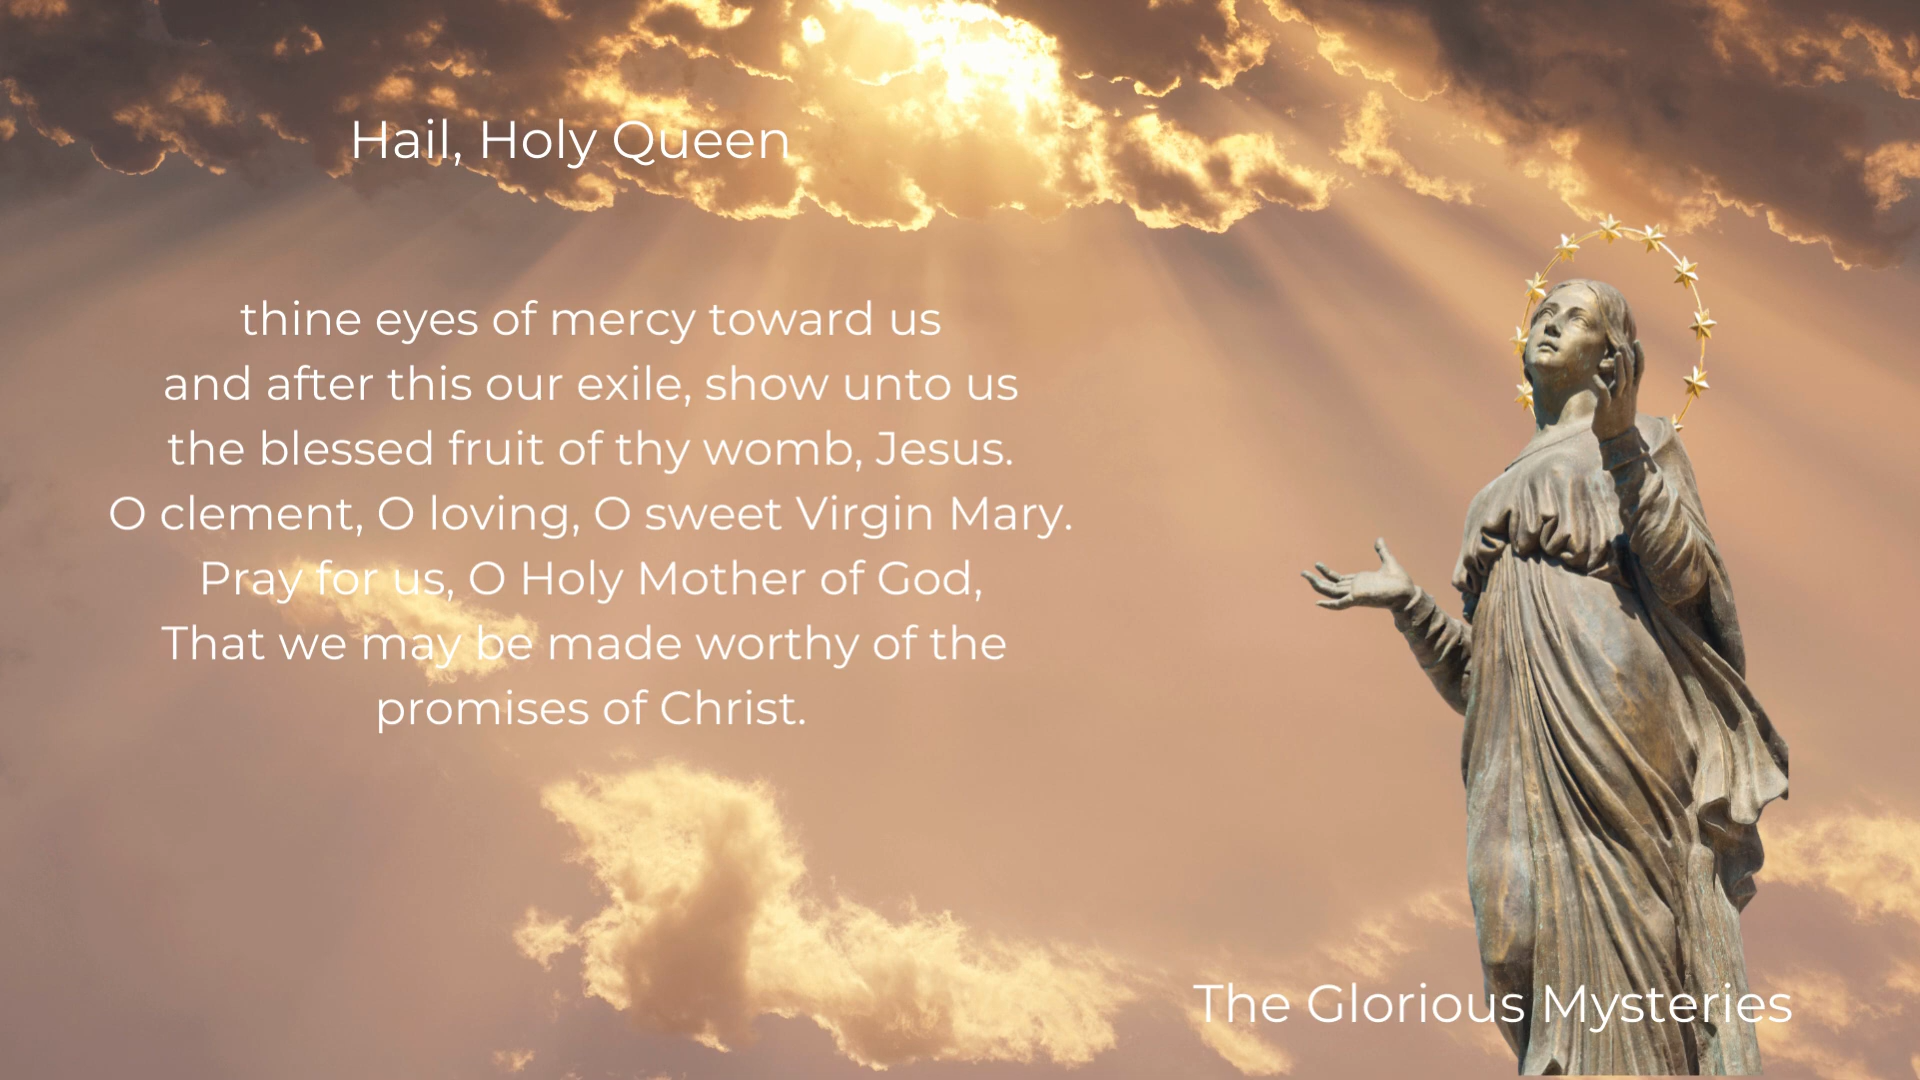 Hail, Holy Queen
thine eyes of mercy toward us
and after this our exile, show unto us
the blessed fruit of thy womb, Jesus.
O clement, O loving, O sweet Virgin Mary.
Pray for us, O Holy Mother of God,
That we may be made worthy of the
promises of Christ.
The Glorious Mysteries